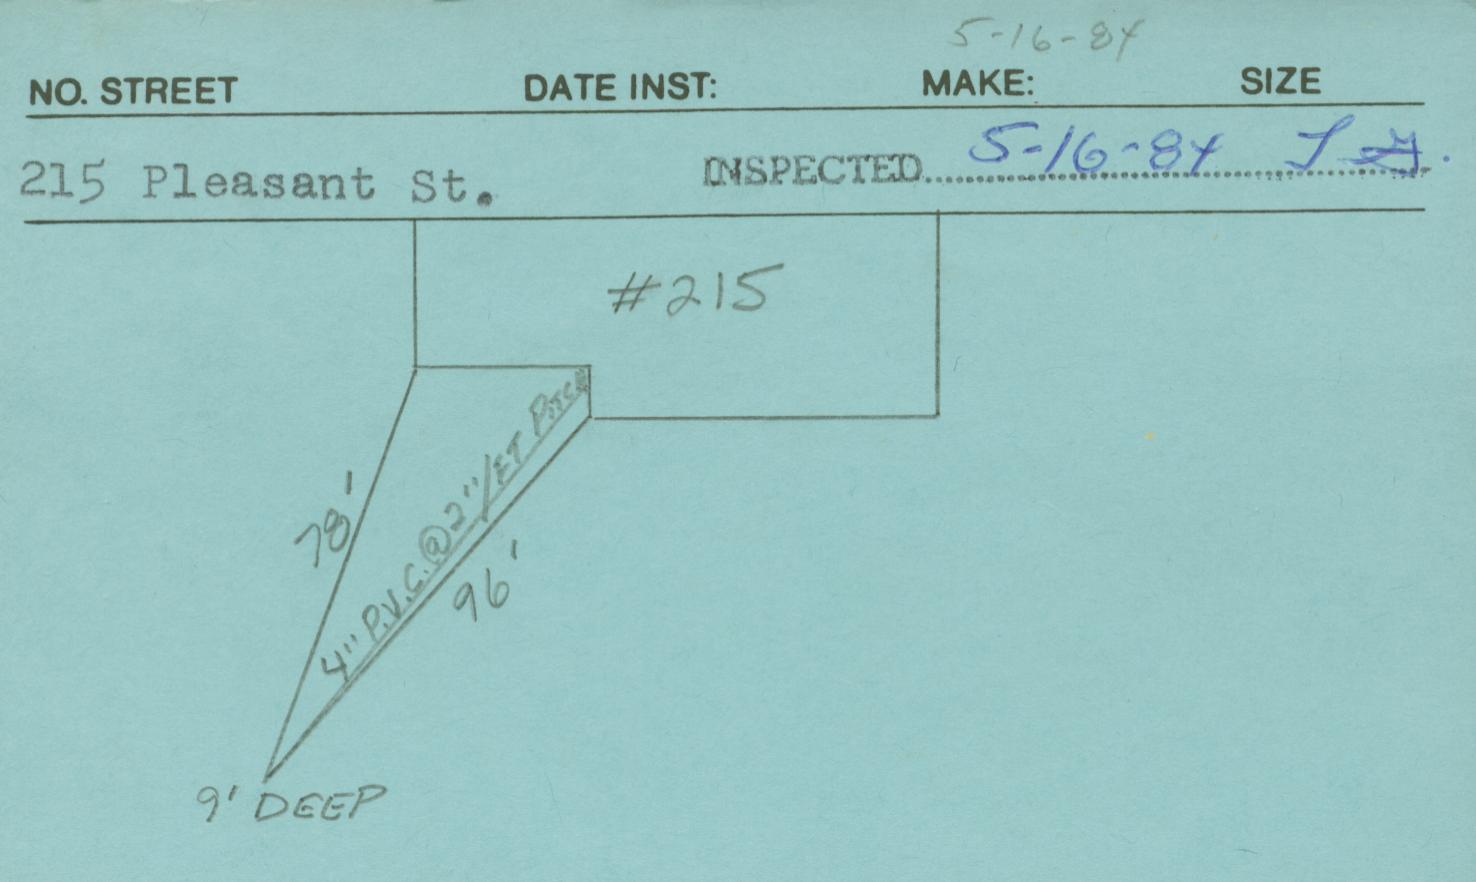 5-16-84
NO. STREET DATE INST: MAKE: SIZE
215 Pleasant St. INSPECTED 5-16-84
#215
78'
4" P.V.C. @ 2"/FT PITCH
96'
9' DEEP